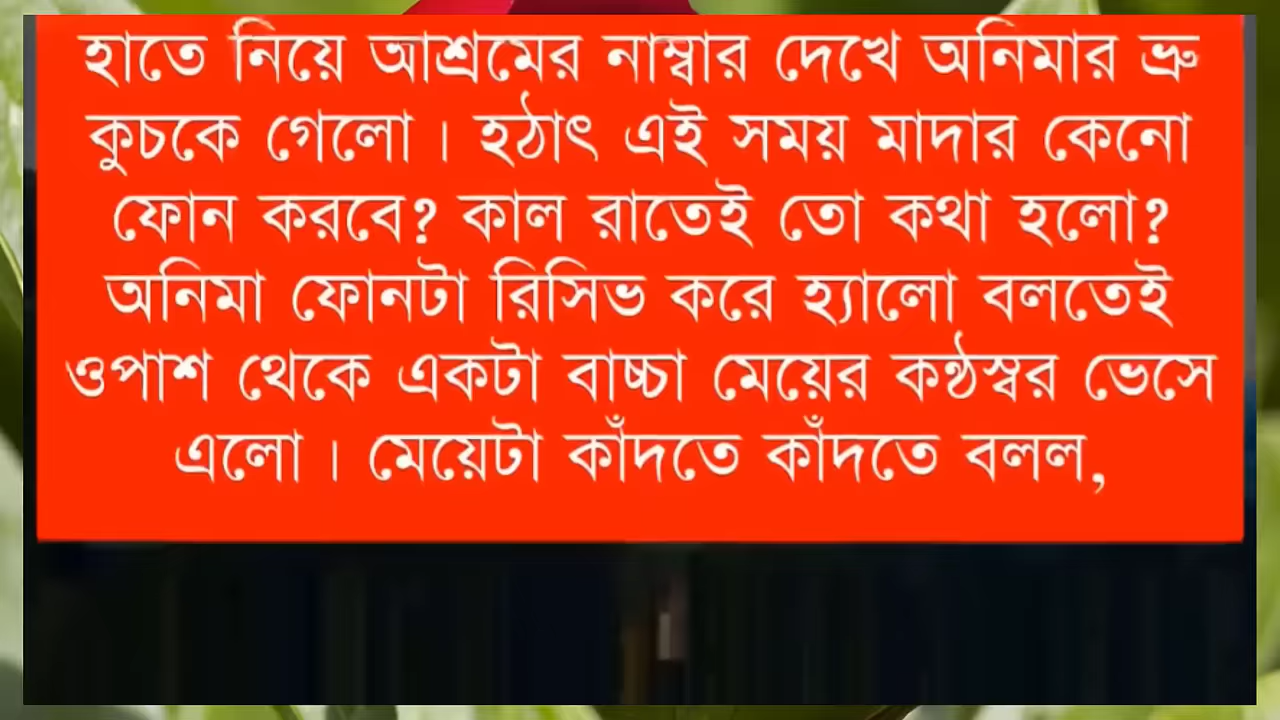 হাতে নিয়ে আশ্রমের নাম্বার দেখে অনিমার ভ্রু
কুচকে গেলো । হঠাৎ এই সময় মাদার কেনো
ফোন করবে? কাল রাতেই তো কথা হলো?
অনিমা ফোনটা রিসিভ করে হ্যালো বলতেই
ওপাশ থেকে একটা বাচ্চা মেয়ের কন্ঠস্বর ভেসে
এলো । মেয়েটা কাঁদতে কাঁদতে বলল,